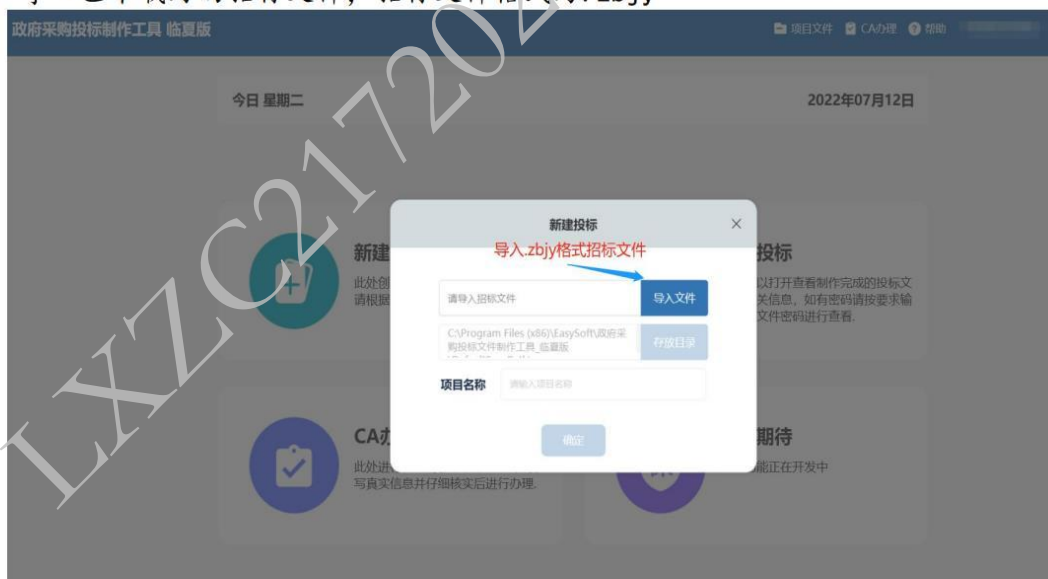 政府采购投标制作工具 临夏版
项目文件 CA办理 帮助
今日 星期二
2022年07月12日
新建投标
导入.zbjy格式招标文件
请导入招标文件
导入文件
C:\Program Files (x86)\EasySoft\政府采
购投标文件制作工具_临夏版
存放目录
项目名称
请输入项目名称
确定
新建
此处创
请根据
投标
以打开查看制作完成的投标文
关信息，如有密码请按要求输
文件密码进行查看.
CA办
此处进
写真实信息并仔细核实后进行办理.
期待
能正在开发中
LXZC217202